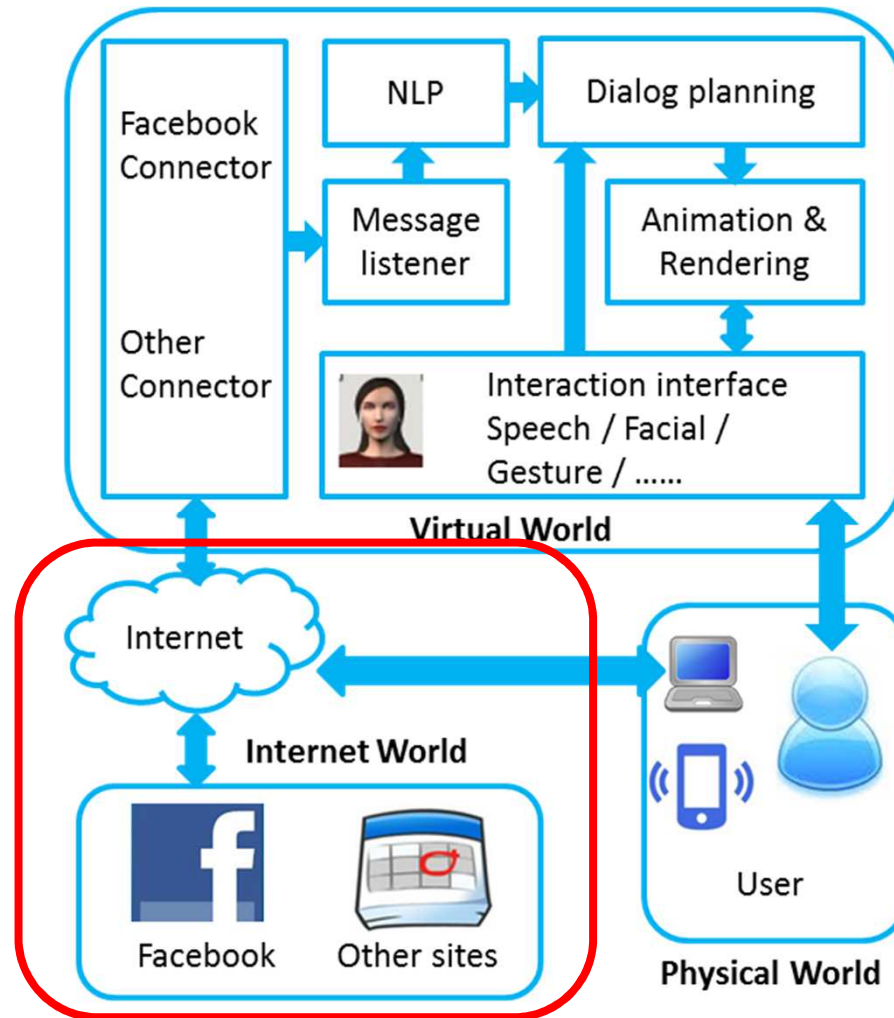 Facebook
Connector
Other
Connector
NLP
Dialog planning
Message
listener
Animation &
Rendering
Interaction interface
Speech / Facial /
Gesture / ......
Virtual World
Internet
Internet World
f
Facebook
Other sites
User
Physical World